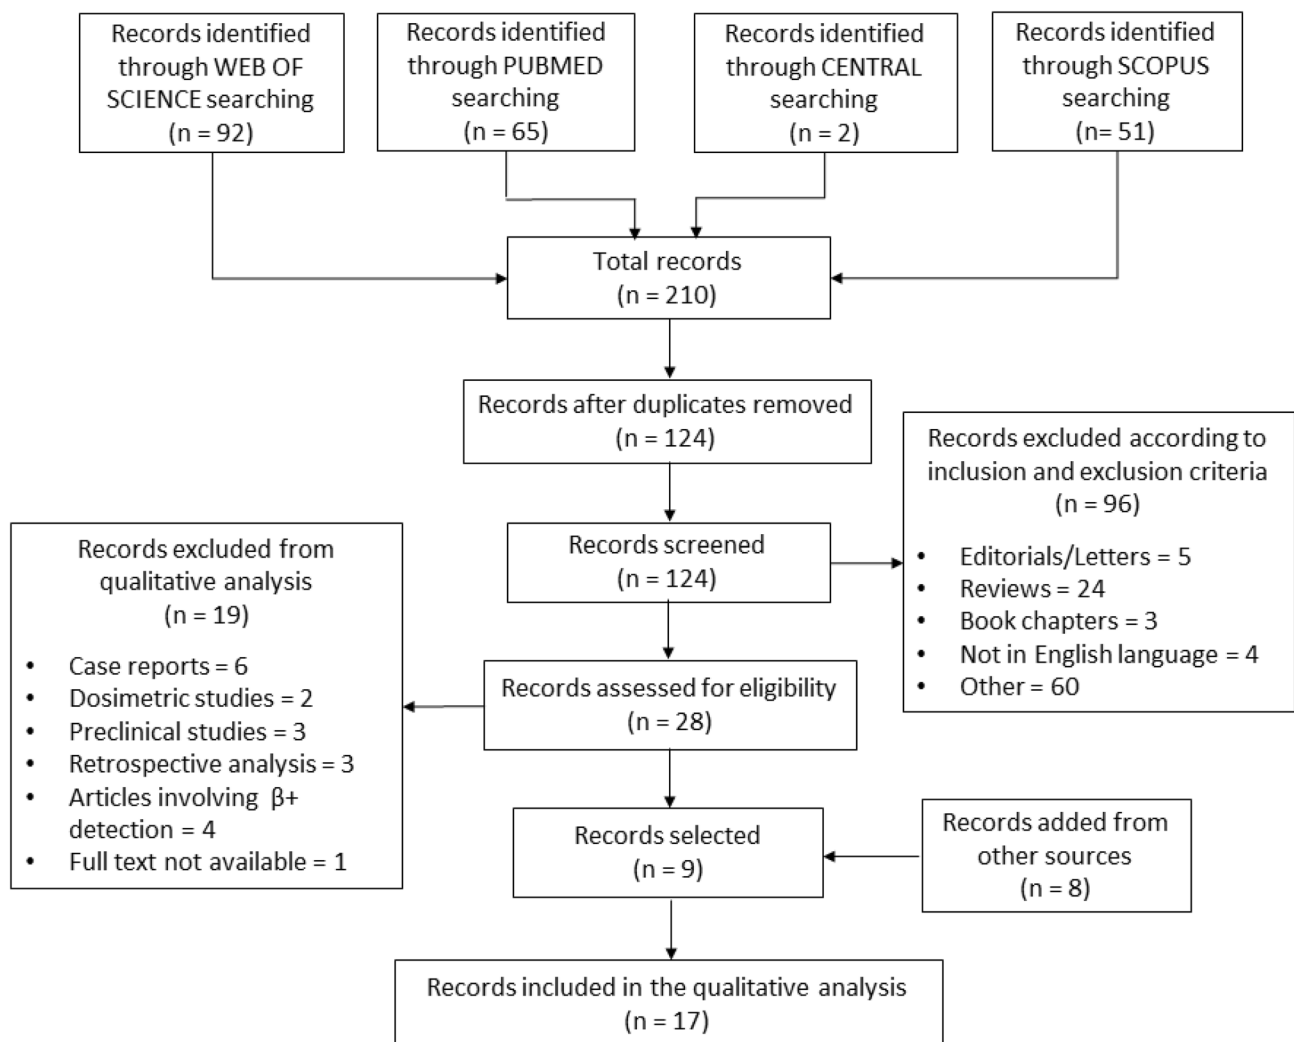 Records identified
through WEB OF
SCIENCE searching
(n = 92)
Records identified
through PUBMED
searching
(n = 65)
Records identified
through CENTRAL
searching
(n = 2)
Records identified
through SCOPUS
searching
(n= 51)
Total records
(n = 210)
Records after duplicates removed
(n = 124)
Records excluded according to
inclusion and exclusion criteria
(n = 96)
• Editorials/Letters = 5
• Reviews = 24
• Book chapters = 3
• Not in English language = 4
• Other = 60
Records screened
(n = 124)
Records excluded from
qualitative analysis
(n = 19)
• Case reports = 6
• Dosimetric studies = 2
• Preclinical studies = 3
• Retrospective analysis = 3
• Articles involving β+
detection = 4
• Full text not available = 1
Records assessed for eligibility
(n = 28)
Records selected
(n = 9)
Records added from
other sources
(n = 8)
Records included in the qualitative analysis
(n = 17)